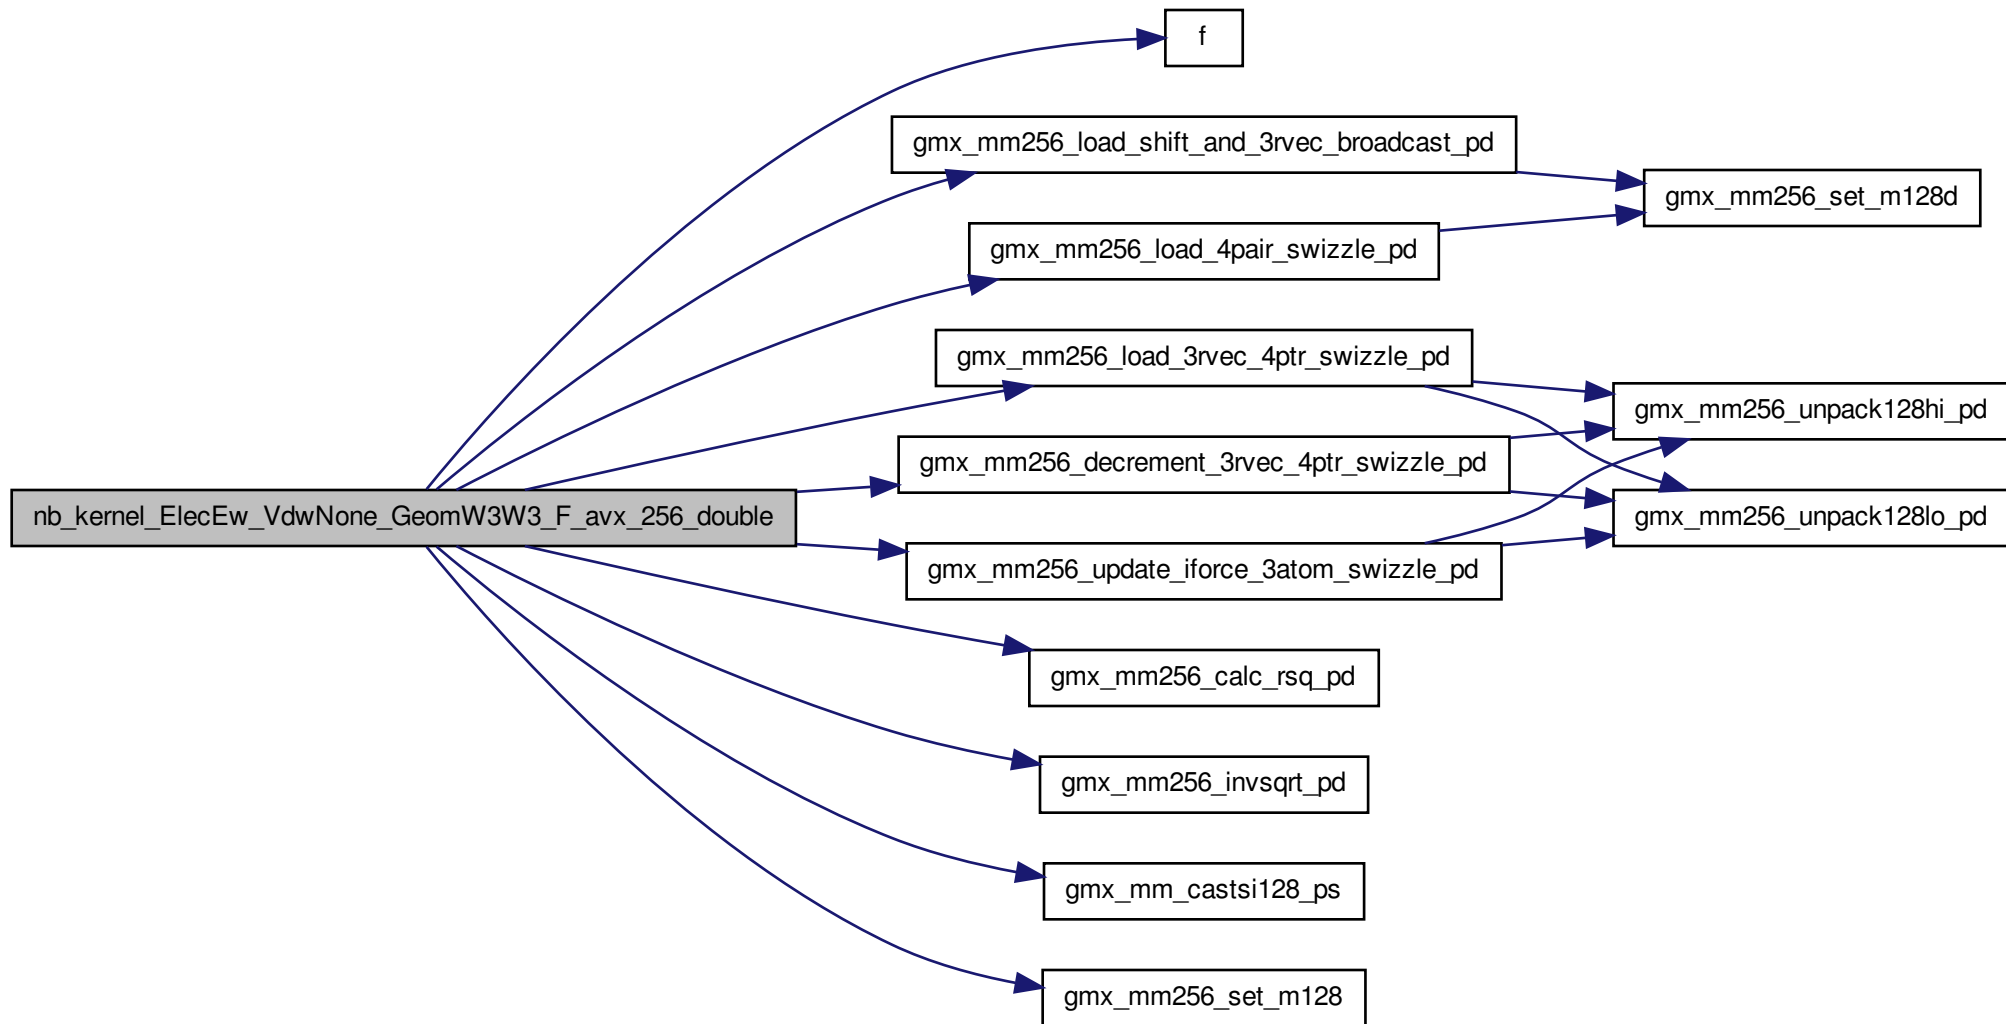 f
gmx_mm256_load_shift_and_3rvec_broadcast_pd
gmx_mm256_set_m128d
gmx_mm256_load_4pair_swizzle_pd
gmx_mm256_load_3rvec_4ptr_swizzle_pd
gmx_mm256_unpack128hi_pd
gmx_mm256_decrement_3rvec_4ptr_swizzle_pd
nb_kernel_ElecEw_VdwNone_GeomW3W3_F_avx_256_double
gmx_mm256_unpack128lo_pd
gmx_mm256_update_iforce_3atom_swizzle_pd
gmx_mm256_calc_rsq_pd
gmx_mm256_invsqrt_pd
gmx_mm_castsi128_ps
gmx_mm256_set_m128